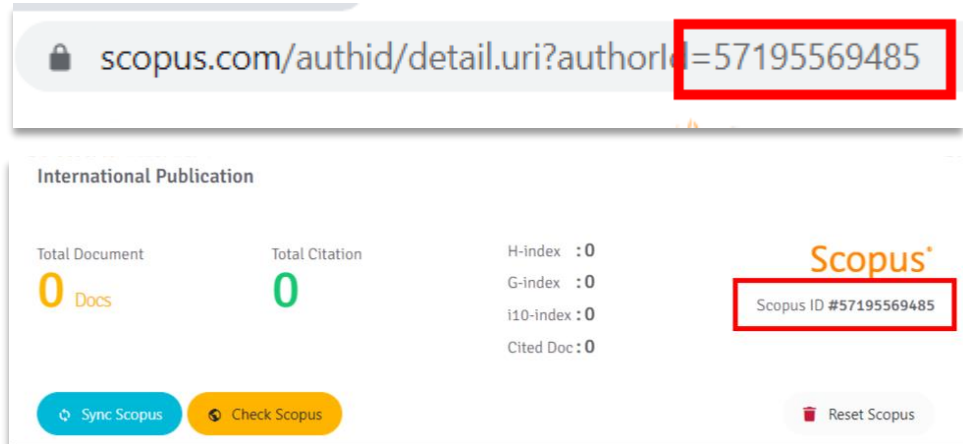 scopus.com/authid/detail.uri?authorId=57195569485
International Publication
Total Document
0 Docs
Total Citation
0
H-index : 0
G-index : 0
i10-index : 0
Cited Doc : 0
Scopus
Scopus ID #57195569485
Sync Scopus
Check Scopus
Reset Scopus